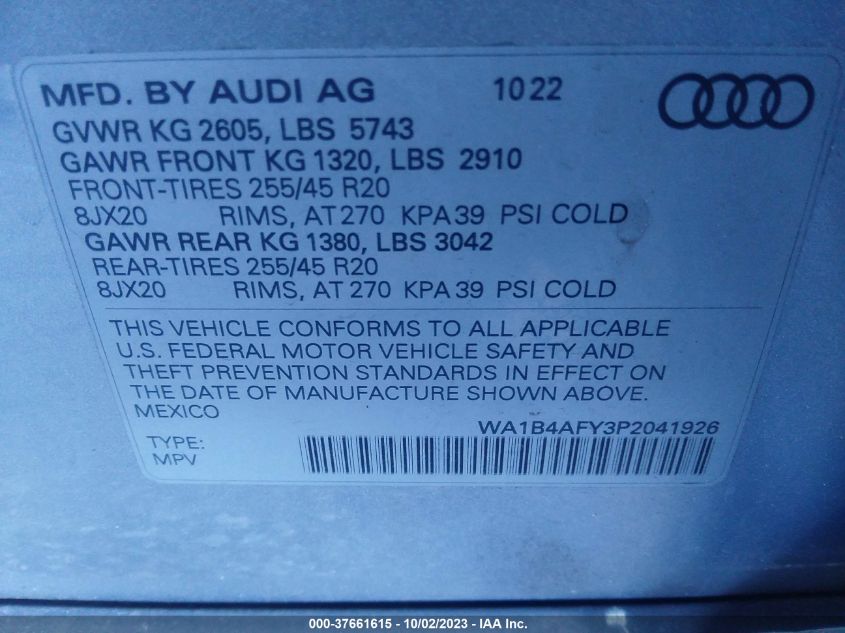 MFD. BY AUDI AG 10 22
GVWR KG 2605, LBS 5743
GAWR FRONT KG 1320, LBS 2910
FRONT-TIRES 255/45 R20
8JX20 RIMS, AT 270 KPA 39 PSI COLD
GAWR REAR KG 1380, LBS 3042
REAR-TIRES 255/45 R20
8JX20 RIMS, AT 270 KPA 39 PSI COLD
THIS VEHICLE CONFORMS TO ALL APPLICABLE
U.S. FEDERAL MOTOR VEHICLE SAFETY AND
THEFT PREVENTION STANDARDS IN EFFECT ON
THE DATE OF MANUFACTURE SHOWN ABOVE.
MEXICO
WA1B4AFY3P2041926
TYPE:
MPV
000-37661615 - 10/02/2023 - IAA Inc.